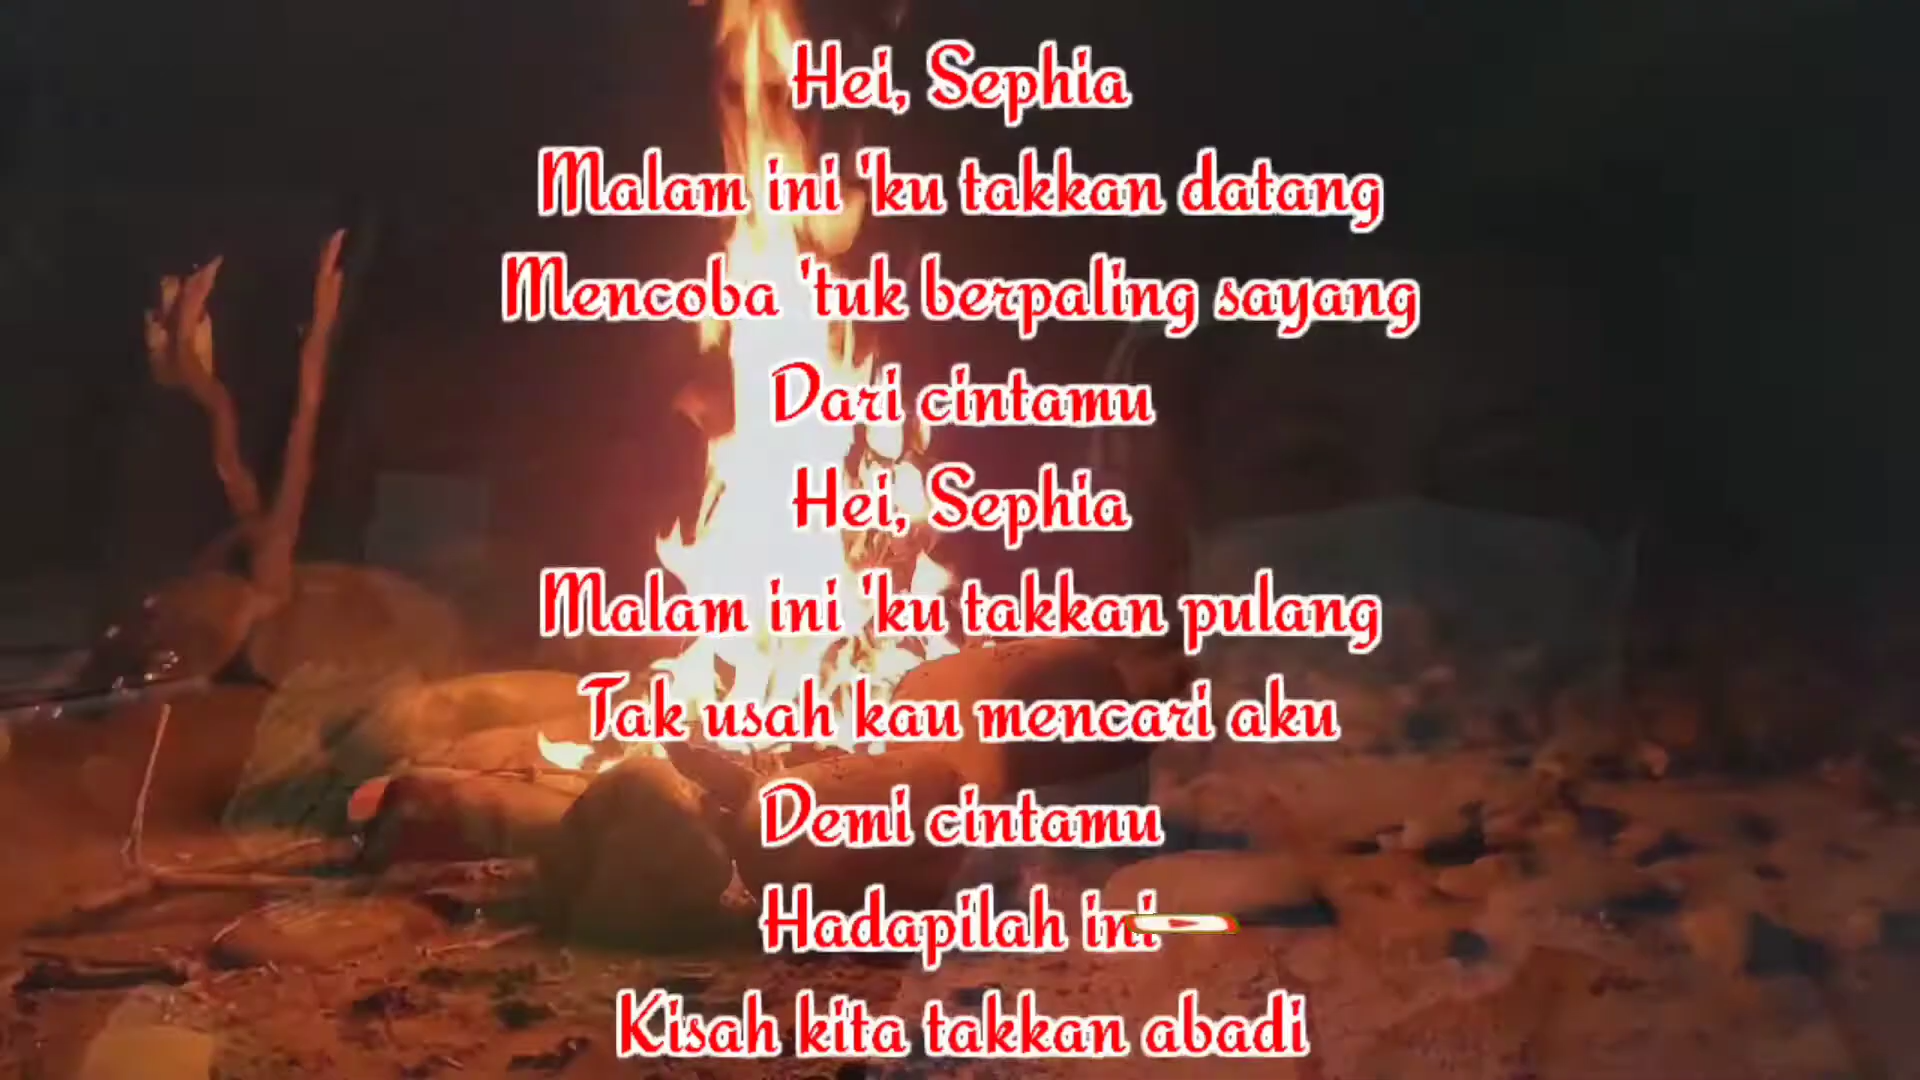 Hei, Sephia
Malam ini 'ku takkan datang
Mencoba 'tuk berpaling sayang
Dari cintamu
Hei, Sephia
Malam ini 'ku takkan pulang
Tak usah kau mencari aku
Demi cintamu
Hadapilah ini
Kisah kita takkan abadi